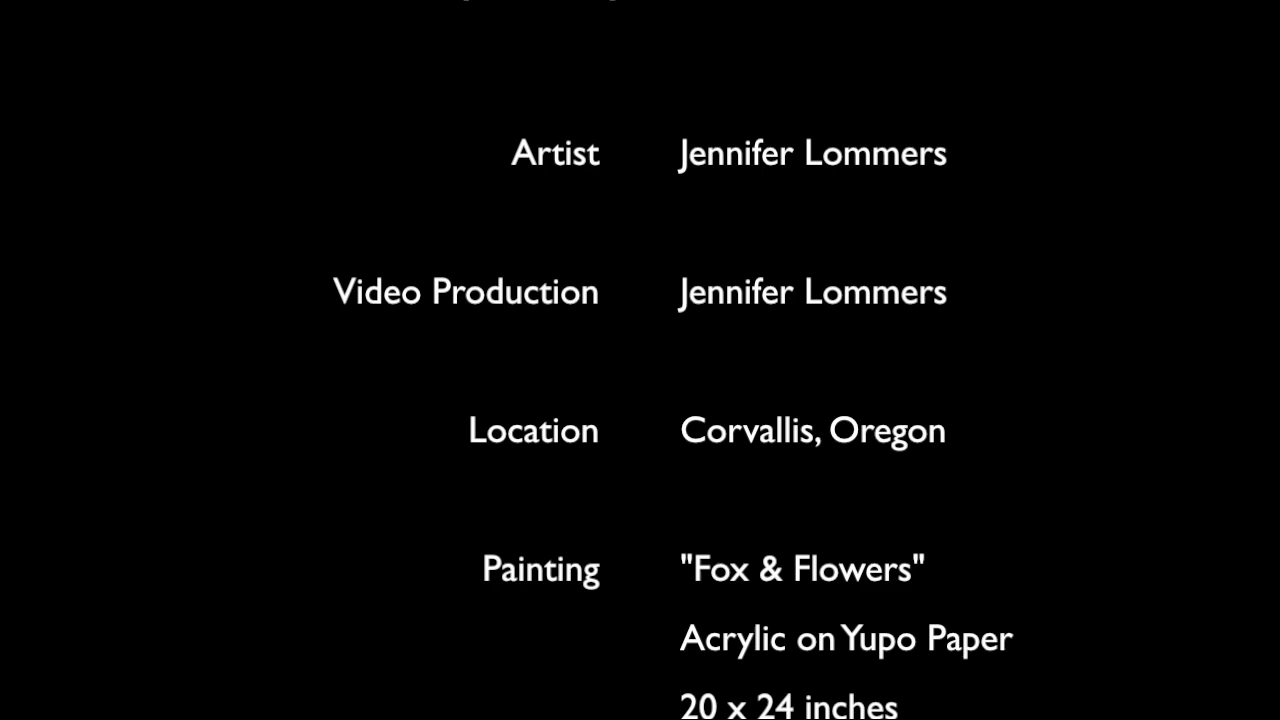 Artist Jennifer Lommers
Video Production Jennifer Lommers
Location Corvallis, Oregon
Painting "Fox & Flowers"
Acrylic on Yupo Paper
20 x 24 inches